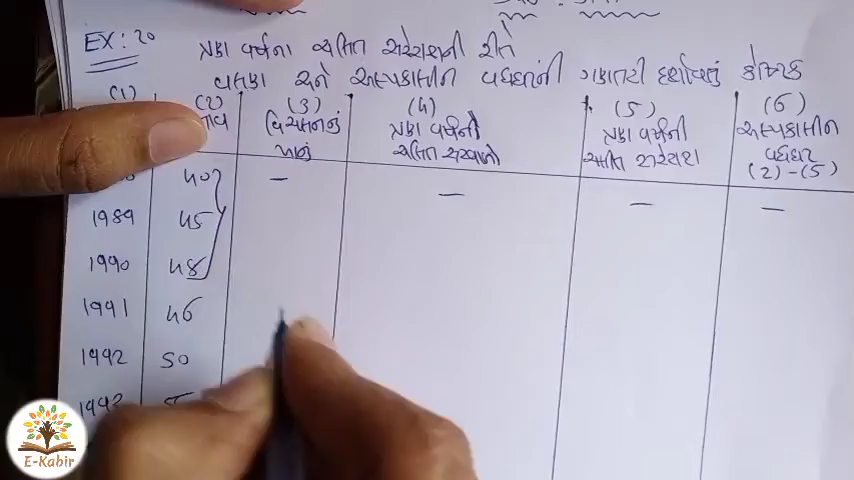 EX: 20
ત્રણ વર્ષના ચલિત સરેરાશની રીતે
વલણ અને અલ્પકાલીન વધઘટની ગણતરી દર્શાવતું કોષ્ટક
(1) (2) (3) (4) (5) (6)
વિચલનનું ત્રણ વર્ષનો ત્રણ વર્ષની અલ્પકાલીન
ખાનું ચલિત સરવાળો ચલિત સરેરાશ વધઘટ
(2) - (5)
40 — — — —
1989 45
1990 48
1991 46
1992 50
1993
E-Kabir